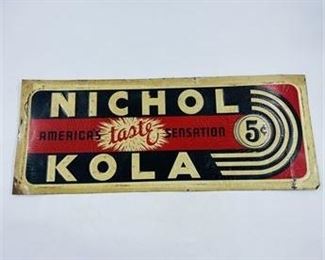 NICHOL
AMERICA'S taste SENSATION 5¢
KOLA